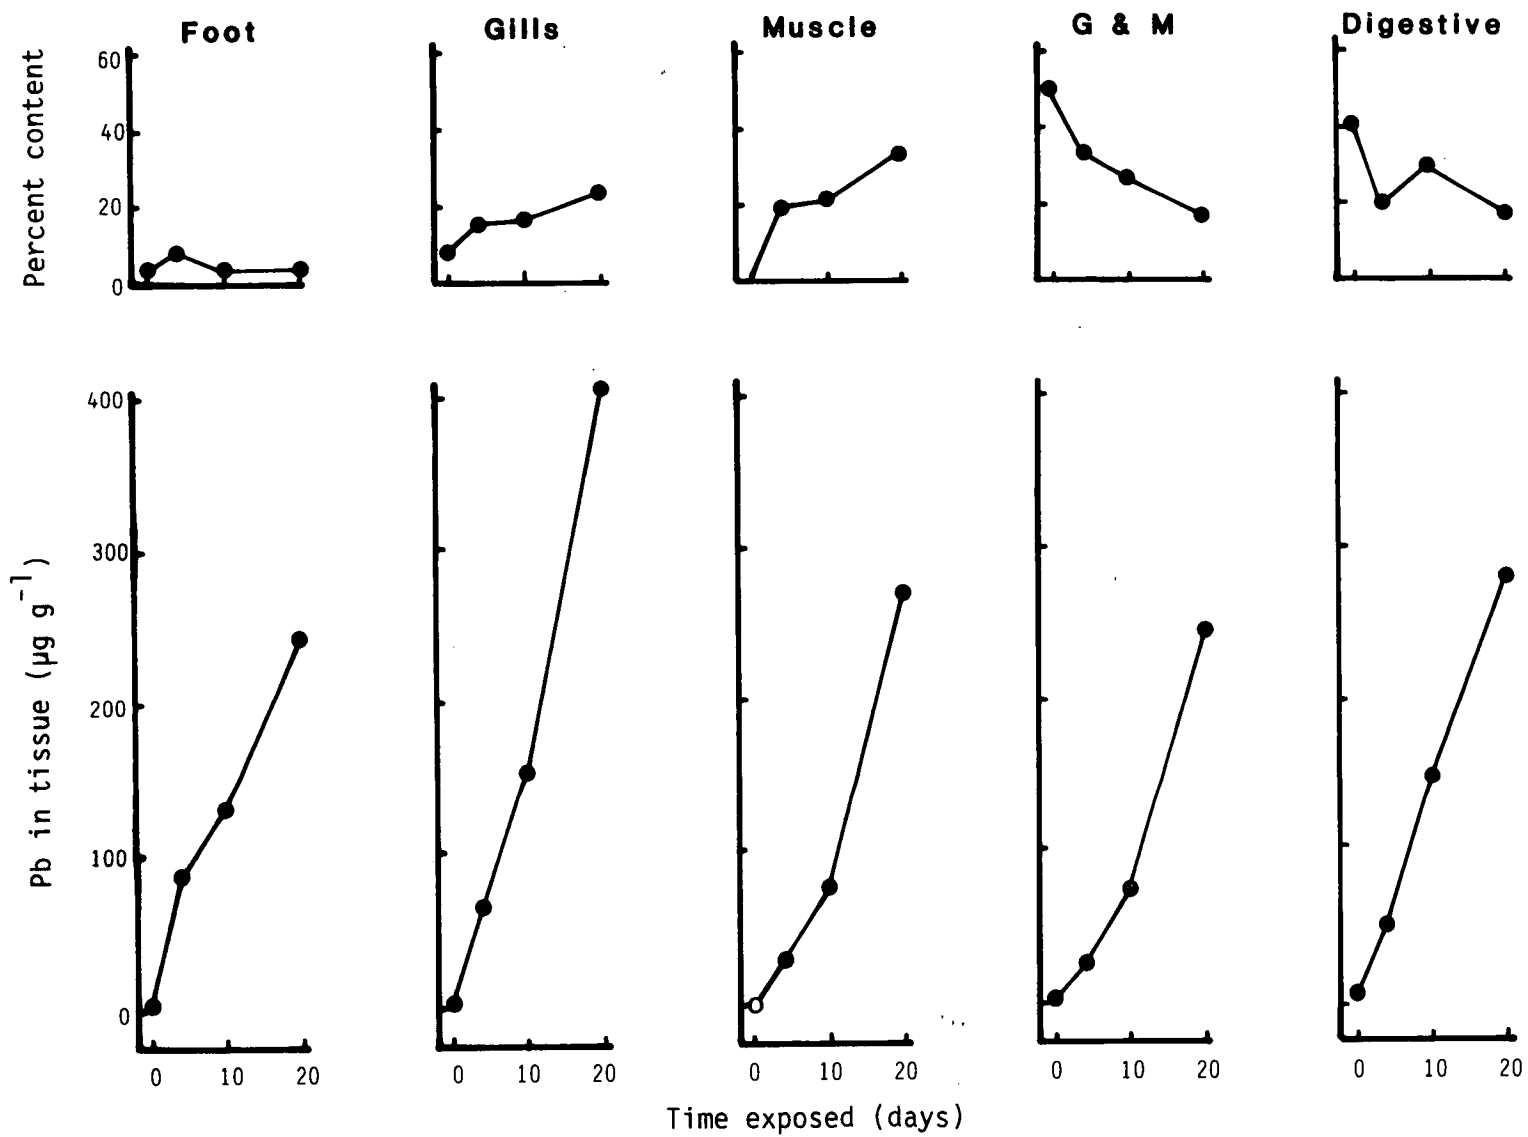 Foot Gills Muscle G & M Digestive
Percent content
60
40
20
0
Pb in tissue (µg g⁻¹)
400
300
200
100
0
0 10 20 0 10 20 0 10 20 0 10 20 0 10 20
Time exposed (days)